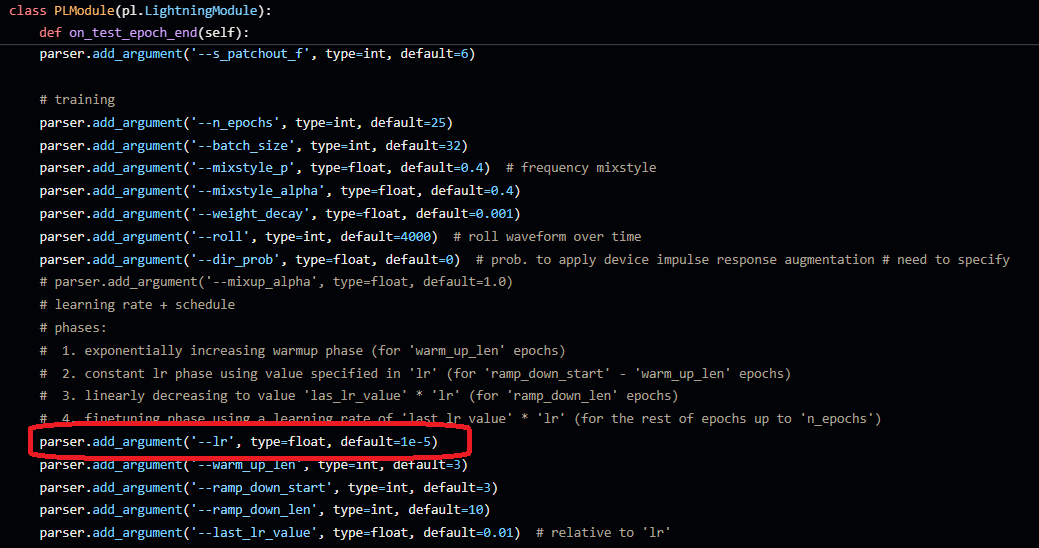 class PLModule(pl.LightningModule):
def on_test_epoch_end(self):
parser.add_argument('--s_patchout_f', type=int, default=6)
# training
parser.add_argument('--n_epochs', type=int, default=25)
parser.add_argument('--batch_size', type=int, default=32)
parser.add_argument('--mixstyle_p', type=float, default=0.4)  # frequency mixstyle
parser.add_argument('--mixstyle_alpha', type=float, default=0.4)
parser.add_argument('--weight_decay', type=float, default=0.001)
parser.add_argument('--roll', type=int, default=4000)  # roll waveform over time
parser.add_argument('--dir_prob', type=float, default=0)  # prob. to apply device impulse response augmentation # need to specify
# parser.add_argument('--mixup_alpha', type=float, default=1.0)
# learning rate + schedule
# phases:
#  1. exponentially increasing warmup phase (for 'warm_up_len' epochs)
#  2. constant lr phase using value specified in 'lr' (for 'ramp_down_start' - 'warm_up_len' epochs)
#  3. linearly decreasing to value 'las_lr_value' * 'lr' (for 'ramp_down_len' epochs)
#  4. finetuning phase using a learning rate of 'last_lr_value' * 'lr' (for the rest of epochs up to 'n_epochs')
parser.add_argument('--lr', type=float, default=1e-5)
parser.add_argument('--warm_up_len', type=int, default=3)
parser.add_argument('--ramp_down_start', type=int, default=3)
parser.add_argument('--ramp_down_len', type=int, default=10)
parser.add_argument('--last_lr_value', type=float, default=0.01)  # relative to 'lr'